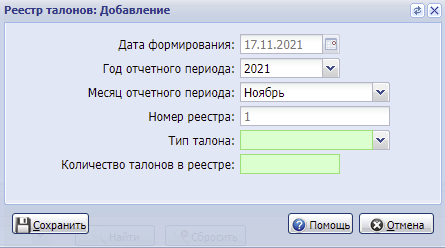 Реестр талонов: Добавление
Дата формирования: 17.11.2021
Год отчетного периода: 2021
Месяц отчетного периода: Ноябрь
Номер реестра: 1
Тип талона:
Количество талонов в реестре:
Сохранить Помощь Отмена
Найти Сбросить